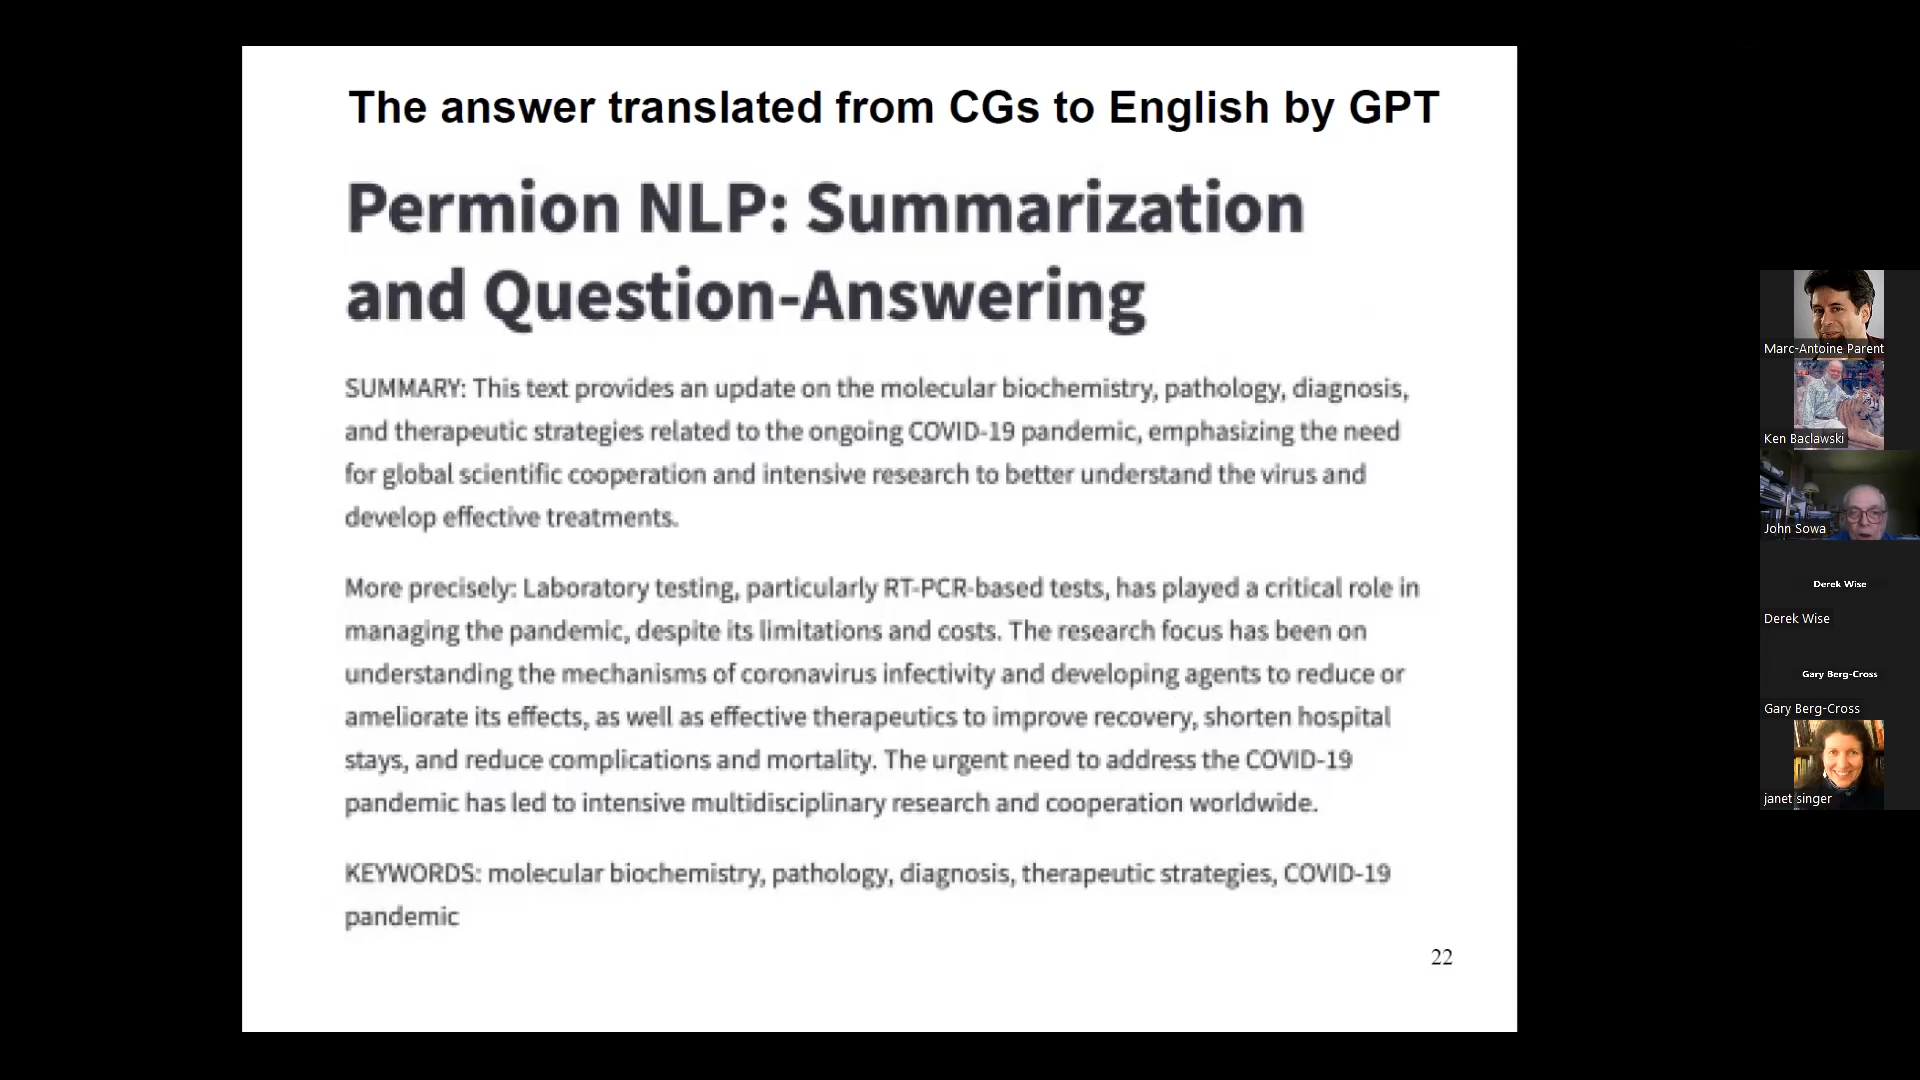 The answer translated from CGs to English by GPT
Permion NLP: Summarization
and Question-Answering
SUMMARY: This text provides an update on the molecular biochemistry, pathology, diagnosis,
and therapeutic strategies related to the ongoing COVID-19 pandemic, emphasizing the need
for global scientific cooperation and intensive research to better understand the virus and
develop effective treatments.
More precisely: Laboratory testing, particularly RT-PCR-based tests, has played a critical role in
managing the pandemic, despite its limitations and costs. The research focus has been on
understanding the mechanisms of coronavirus infectivity and developing agents to reduce or
ameliorate its effects, as well as effective therapeutics to improve recovery, shorten hospital
stays, and reduce complications and mortality. The urgent need to address the COVID-19
pandemic has led to intensive multidisciplinary research and cooperation worldwide.
KEYWORDS: molecular biochemistry, pathology, diagnosis, therapeutic strategies, COVID-19
pandemic
22
Marc-Antoine Parent
Ken Baclawski
John Sowa
Derek Wise
Derek Wise
Gary Berg-Cross
Gary Berg-Cross
janet singer